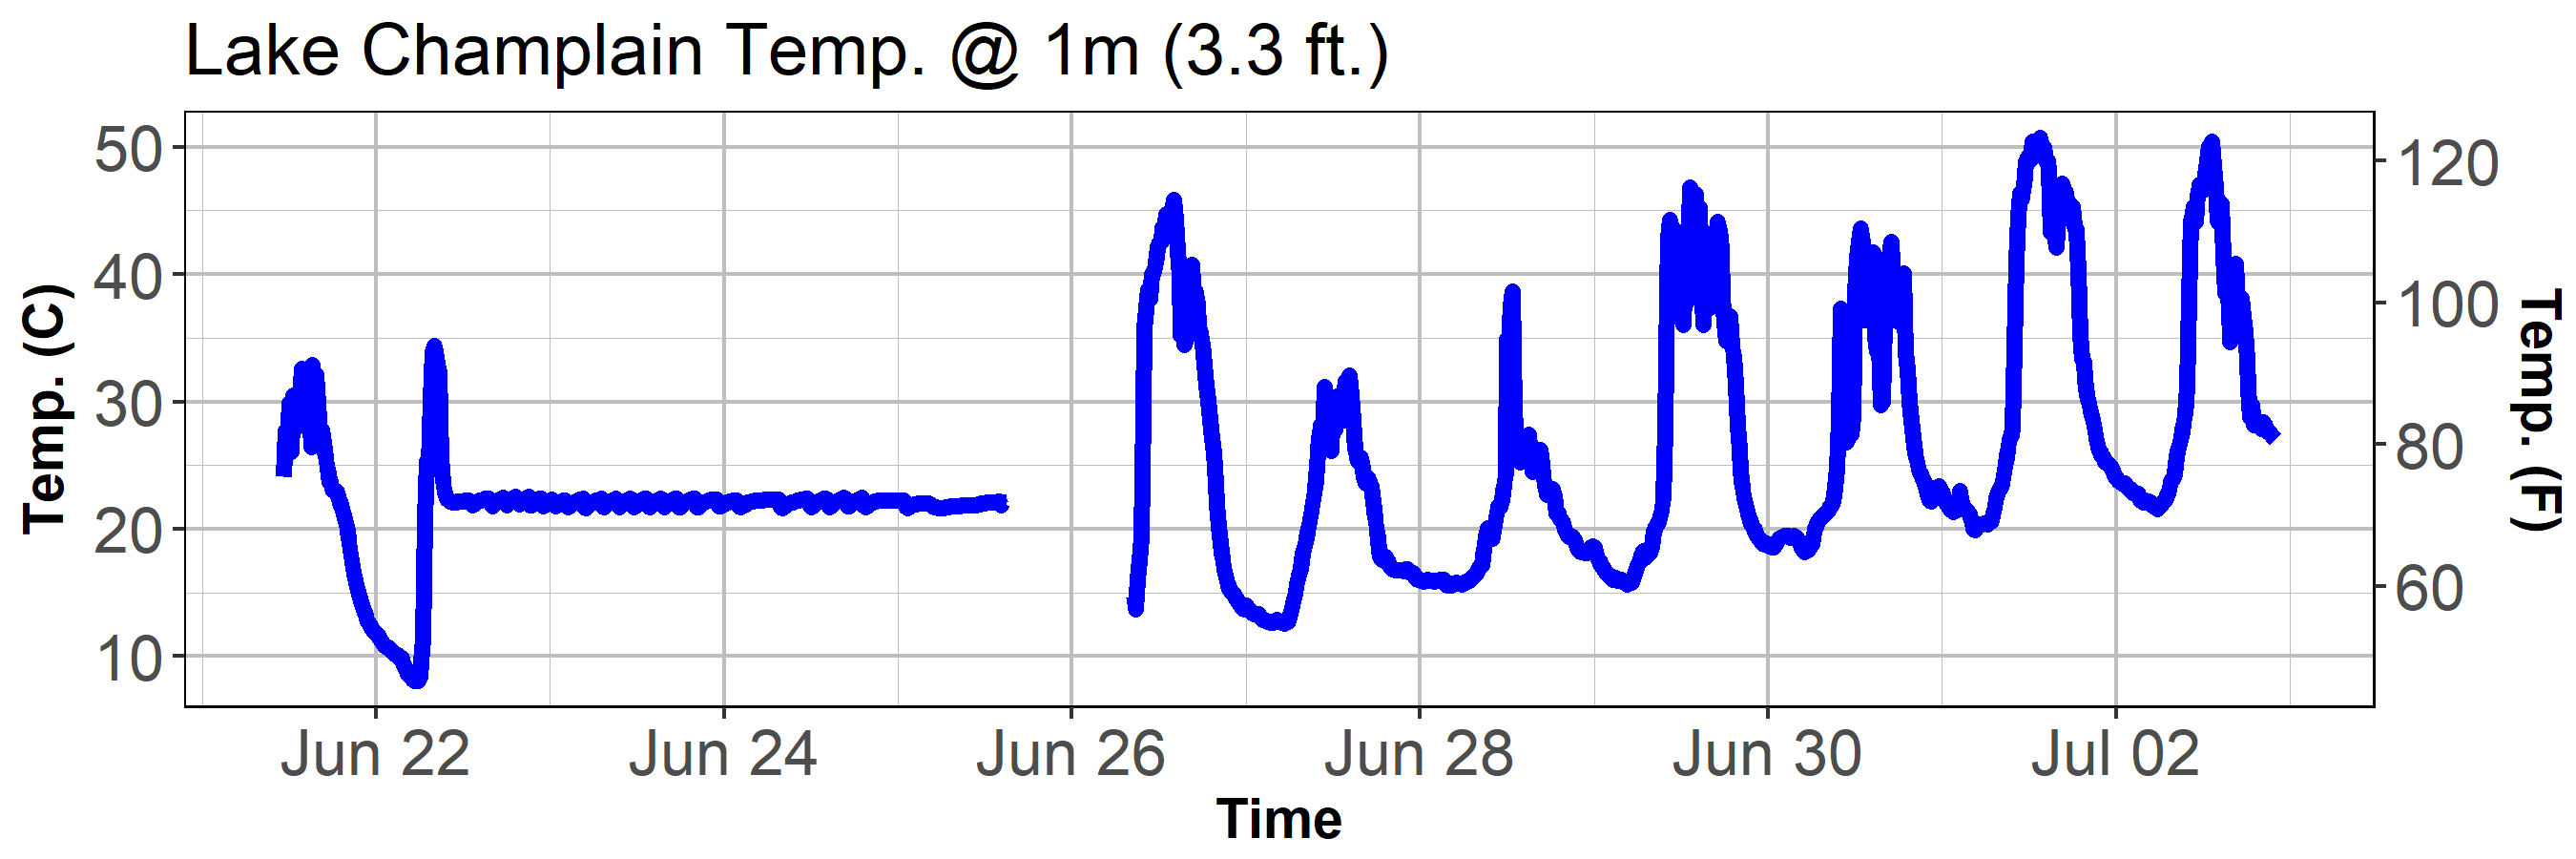 Lake Champlain Temp. @ 1m (3.3 ft.)
50
40
30
20
10
Temp. (C)
120
100
80
60
Temp. (F)
Jun 22 Jun 24 Jun 26 Jun 28 Jun 30 Jul 02
Time